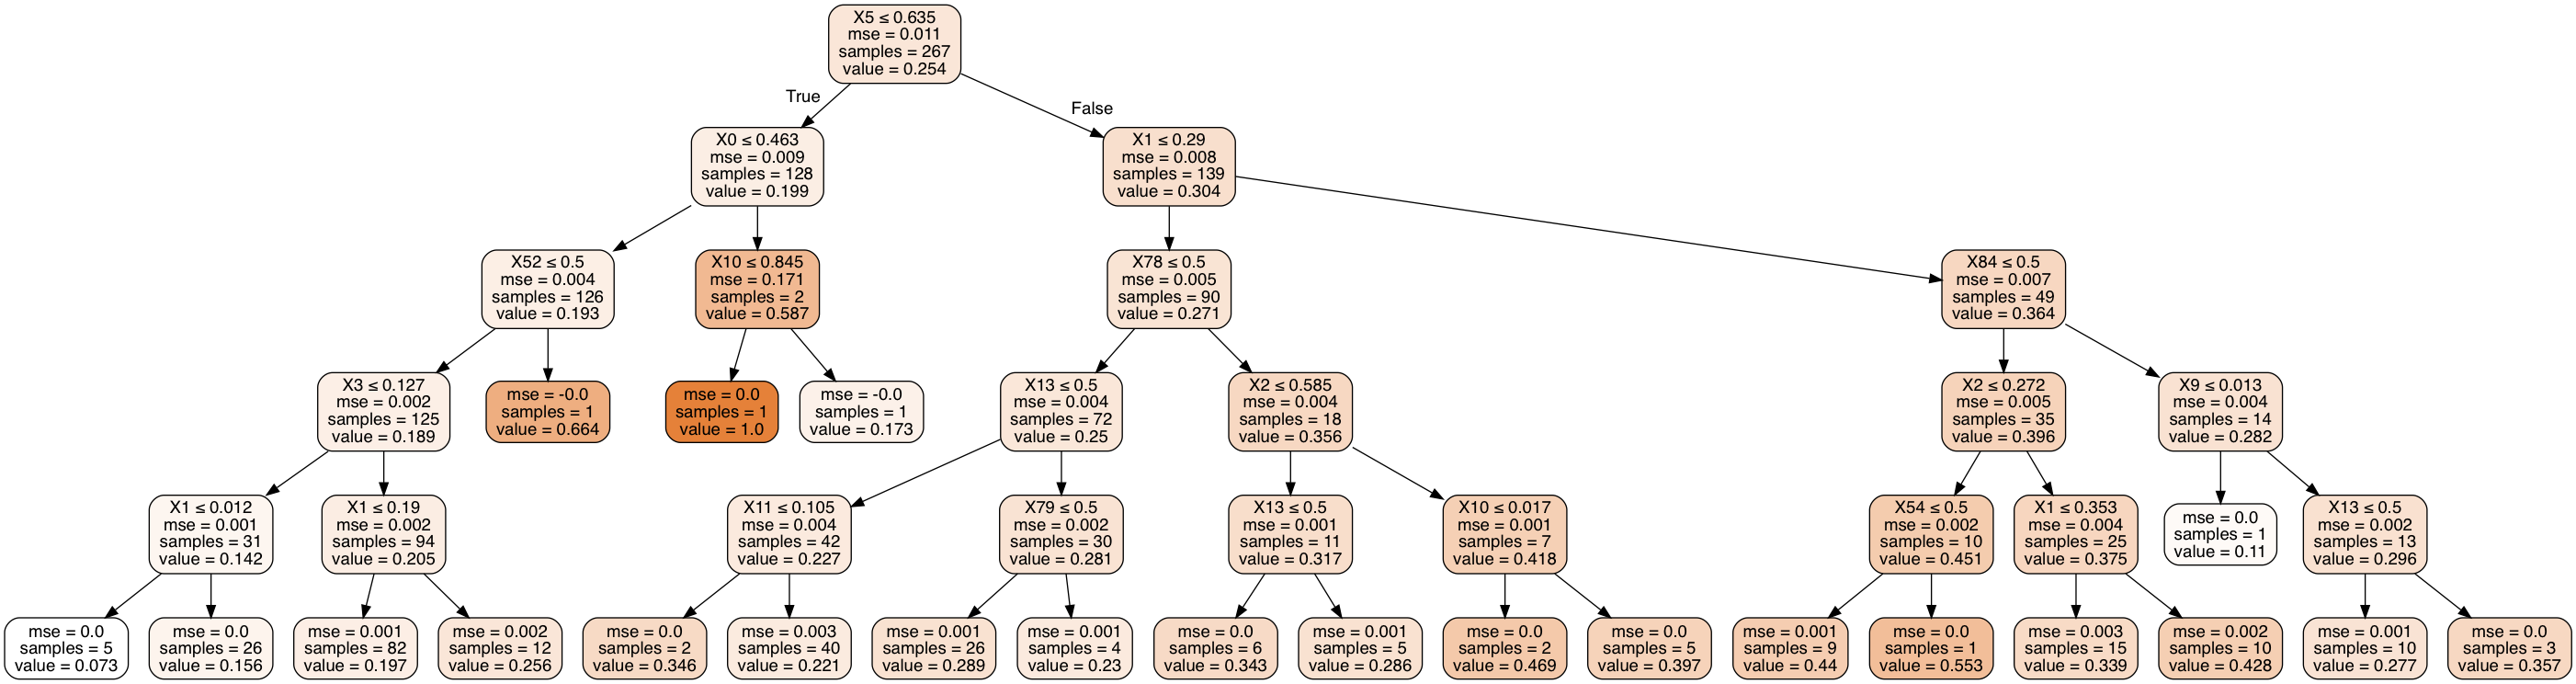 X5 ≤ 0.635
mse = 0.011
samples = 267
value = 0.254
True
False
X0 ≤ 0.463
mse = 0.009
samples = 128
value = 0.199
X1 ≤ 0.29
mse = 0.008
samples = 139
value = 0.304
X52 ≤ 0.5
mse = 0.004
samples = 126
value = 0.193
X10 ≤ 0.845
mse = 0.171
samples = 2
value = 0.587
X78 ≤ 0.5
mse = 0.005
samples = 90
value = 0.271
X84 ≤ 0.5
mse = 0.007
samples = 49
value = 0.364
X3 ≤ 0.127
mse = 0.002
samples = 125
value = 0.189
mse = -0.0
samples = 1
value = 0.664
mse = 0.0
samples = 1
value = 1.0
mse = -0.0
samples = 1
value = 0.173
X13 ≤ 0.5
mse = 0.004
samples = 72
value = 0.25
X2 ≤ 0.585
mse = 0.004
samples = 18
value = 0.356
X2 ≤ 0.272
mse = 0.005
samples = 35
value = 0.396
X9 ≤ 0.013
mse = 0.004
samples = 14
value = 0.282
X1 ≤ 0.012
mse = 0.001
samples = 31
value = 0.142
X1 ≤ 0.19
mse = 0.002
samples = 94
value = 0.205
X11 ≤ 0.105
mse = 0.004
samples = 42
value = 0.227
X79 ≤ 0.5
mse = 0.002
samples = 30
value = 0.281
X13 ≤ 0.5
mse = 0.001
samples = 11
value = 0.317
X10 ≤ 0.017
mse = 0.001
samples = 7
value = 0.418
X54 ≤ 0.5
mse = 0.002
samples = 10
value = 0.451
X1 ≤ 0.353
mse = 0.004
samples = 25
value = 0.375
mse = 0.0
samples = 1
value = 0.11
X13 ≤ 0.5
mse = 0.002
samples = 13
value = 0.296
mse = 0.0
samples = 5
value = 0.073
mse = 0.0
samples = 26
value = 0.156
mse = 0.001
samples = 82
value = 0.197
mse = 0.002
samples = 12
value = 0.256
mse = 0.0
samples = 2
value = 0.346
mse = 0.003
samples = 40
value = 0.221
mse = 0.001
samples = 26
value = 0.289
mse = 0.001
samples = 4
value = 0.23
mse = 0.0
samples = 6
value = 0.343
mse = 0.001
samples = 5
value = 0.286
mse = 0.0
samples = 2
value = 0.469
mse = 0.0
samples = 5
value = 0.397
mse = 0.001
samples = 9
value = 0.44
mse = 0.0
samples = 1
value = 0.553
mse = 0.003
samples = 15
value = 0.339
mse = 0.002
samples = 10
value = 0.428
mse = 0.001
samples = 10
value = 0.277
mse = 0.0
samples = 3
value = 0.357